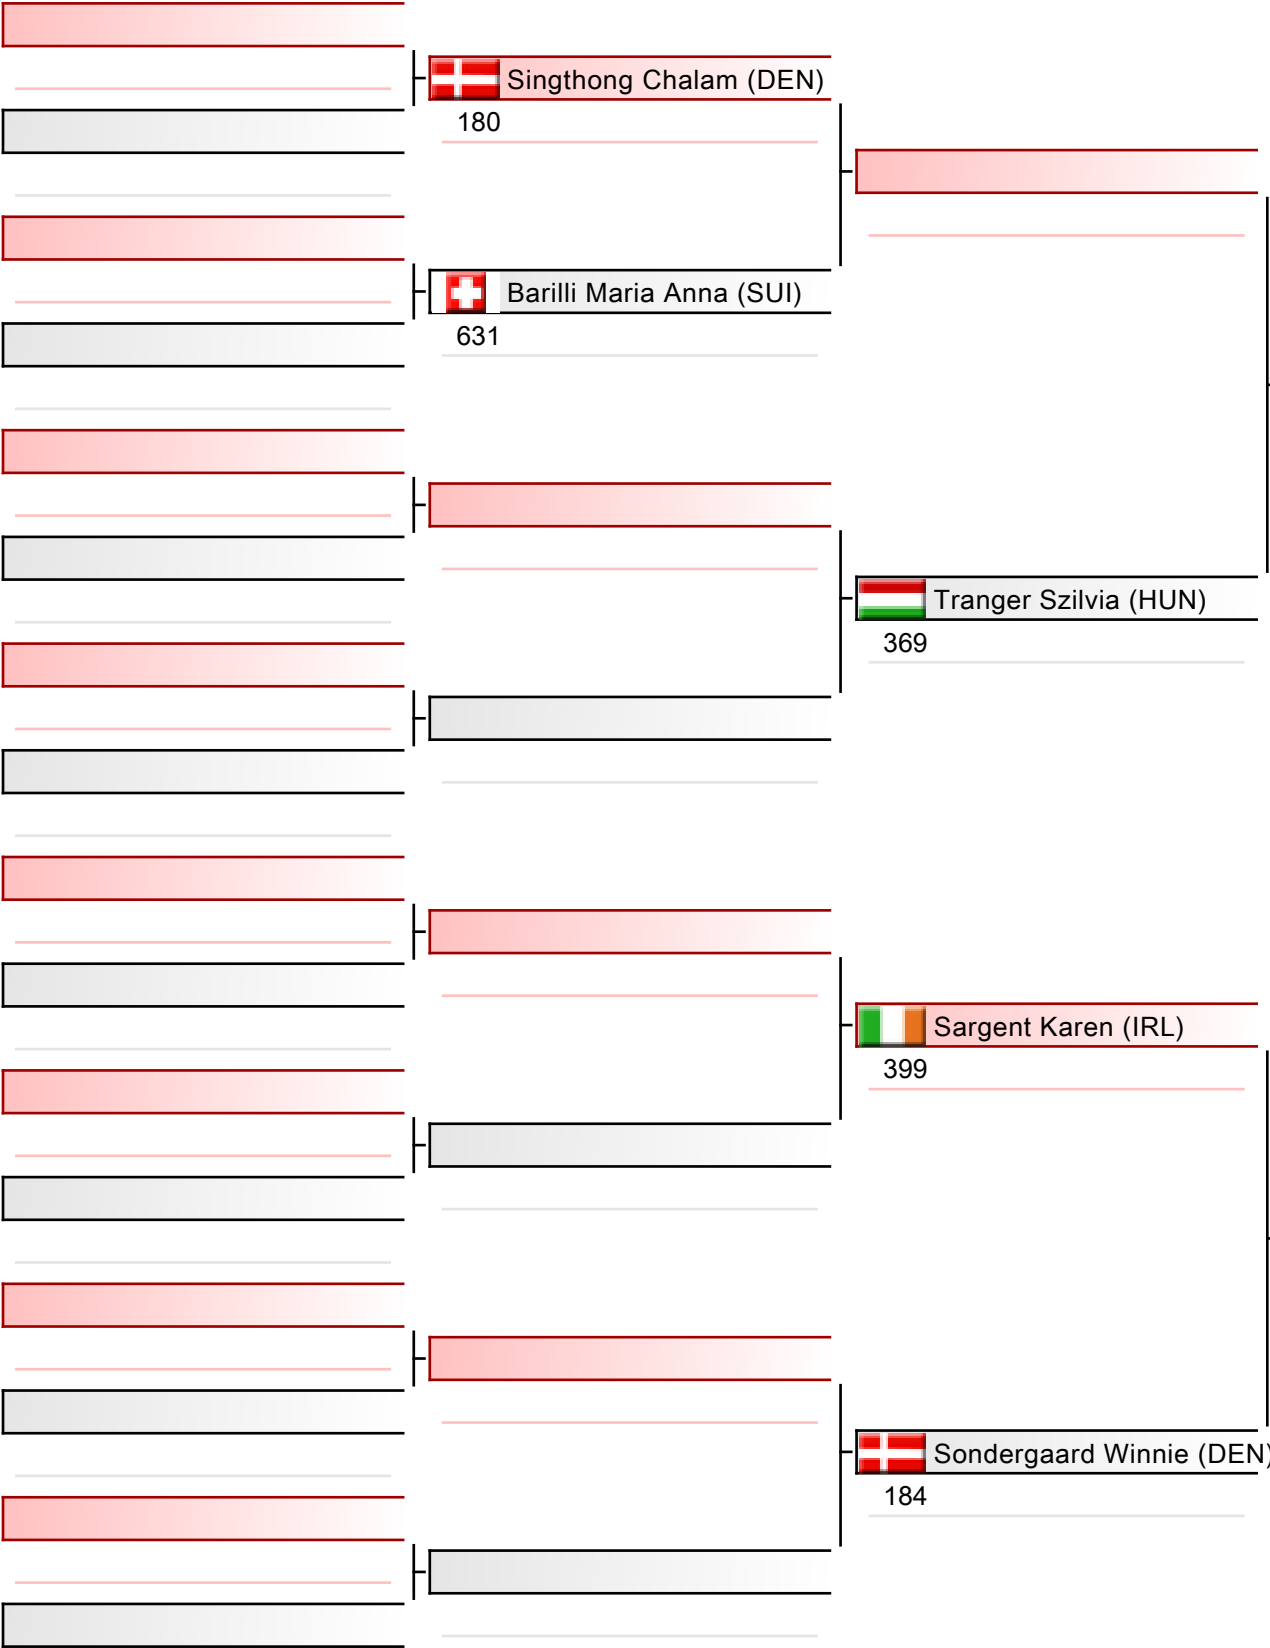 Singthong Chalam (DEN)
180
Barilli Maria Anna (SUI)
631
Tranger Szilvia (HUN)
369
Sargent Karen (IRL)
399
Sondergaard Winnie (DEN)
184